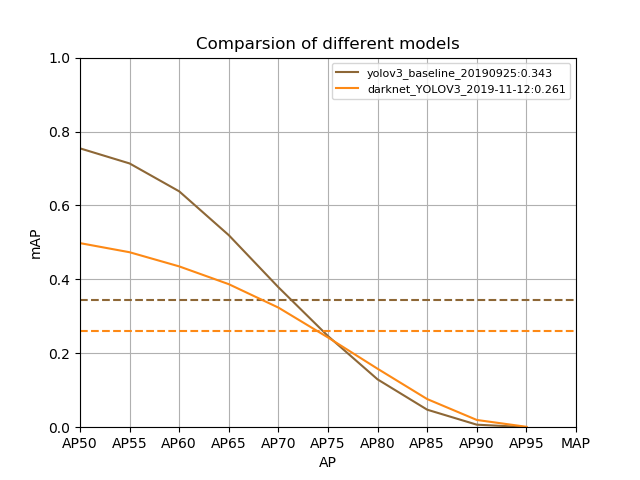 Comparsion of different models
yolov3_baseline_20190925:0.343
darknet_YOLOV3_2019-11-12:0.261
mAP
1.0
0.8
0.6
0.4
0.2
0.0
AP50 AP55 AP60 AP65 AP70 AP75 AP80 AP85 AP90 AP95 MAP
AP